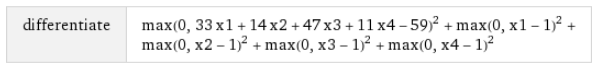 differentiate
max(0, 33 x1 + 14 x2 + 47 x3 + 11 x4 – 59)² + max(0, x1 – 1)² +
max(0, x2 – 1)² + max(0, x3 – 1)² + max(0, x4 – 1)²